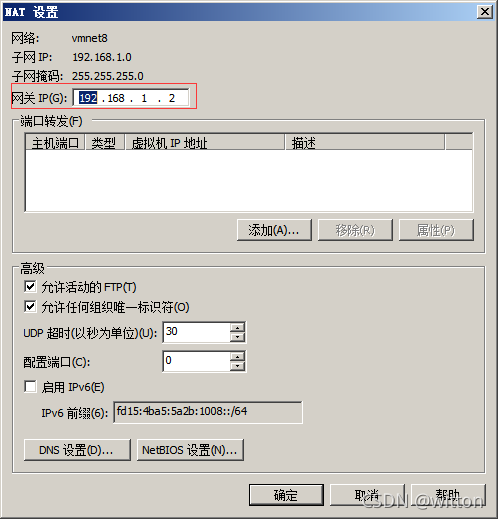 NAT 设置
网络: vmnet8
子网 IP: 192.168.1.0
子网掩码: 255.255.255.0
网关 IP(G): 192 . 168 . 1 . 2
端口转发(F)
主机端口 类型 虚拟机 IP 地址 描述
添加(A)... 移除(R) 属性(P)
高级
允许活动的 FTP(T)
允许任何组织唯一标识符(O)
UDP 超时(以秒为单位)(U): 30
配置端口(C): 0
启用 IPv6(E)
IPv6 前缀(6): fd15:4ba5:5a2b:1008::/64
DNS 设置(D)... NetBIOS 设置(N)...
确定 取消 帮助
CSDN @witton